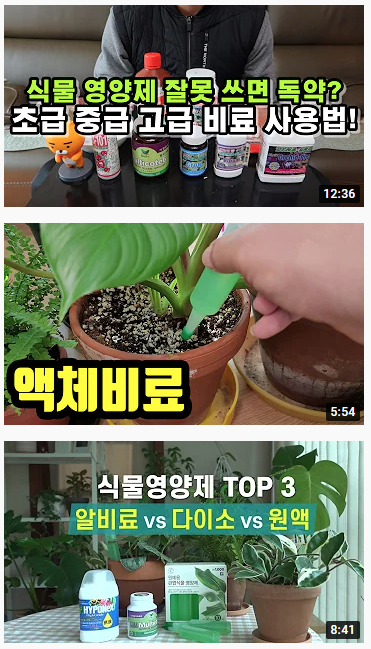 식물 영양제 잘못 쓰면 독약?
초급 중급 고급 비료 사용법!
12:36
액체비료
5:54
식물영양제 TOP 3
알비료 vs 다이소 vs 원액
HYPONeX
8:41